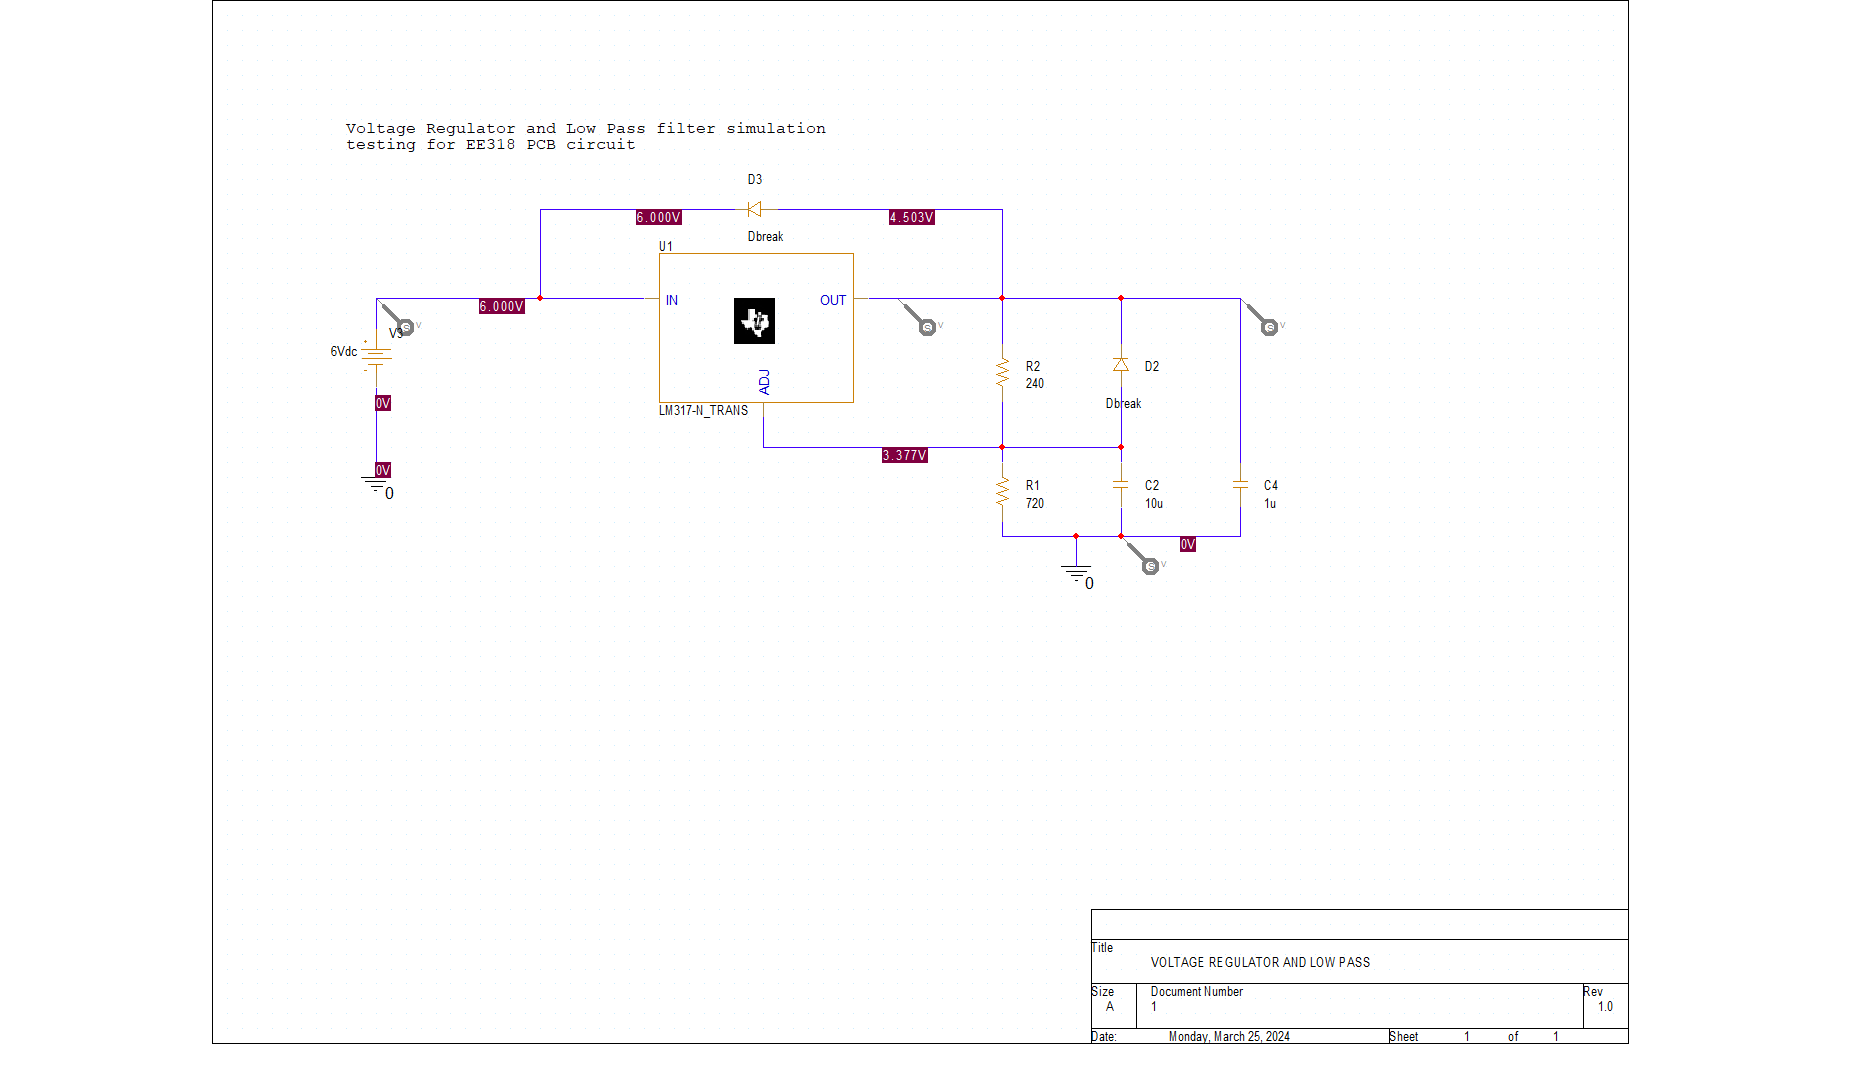 Voltage Regulator and Low Pass filter simulation
testing for EE318 PCB circuit
D3
6.000V
4.503V
Dbreak
U1
6.000V
IN
OUT
V
V
V
V3
6Vdc
+
-
ADJ
R2
240
D2
Dbreak
0V
LM317-N_TRANS
3.377V
0V
0
R1
720
C2
10u
C4
1u
0V
V
0
Title
VOLTAGE REGULATOR AND LOW PASS
Size
A
Document Number
1
Rev
1.0
Date:
Monday, March 25, 2024
Sheet 1 of 1